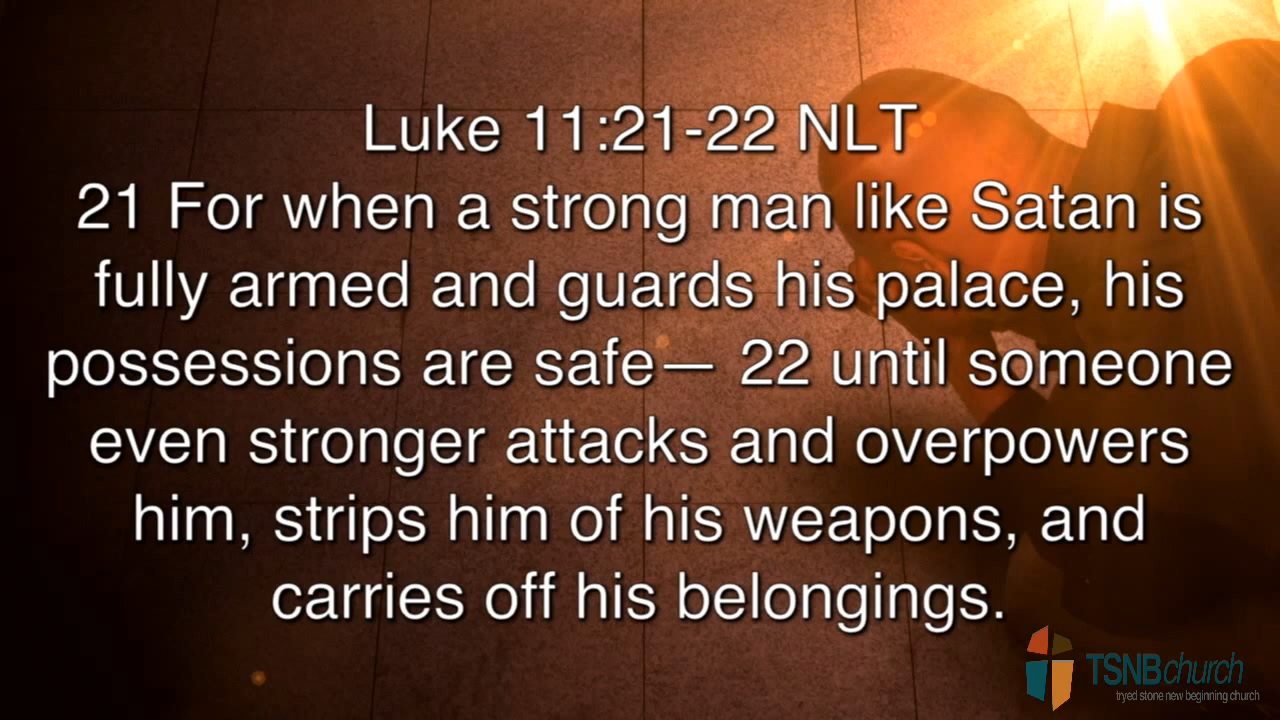 Luke 11:21-22 NLT
21 For when a strong man like Satan is
fully armed and guards his palace, his
possessions are safe— 22 until someone
even stronger attacks and overpowers
him, strips him of his weapons, and
carries off his belongings.
TSNBchurch
tryed stone new beginning church